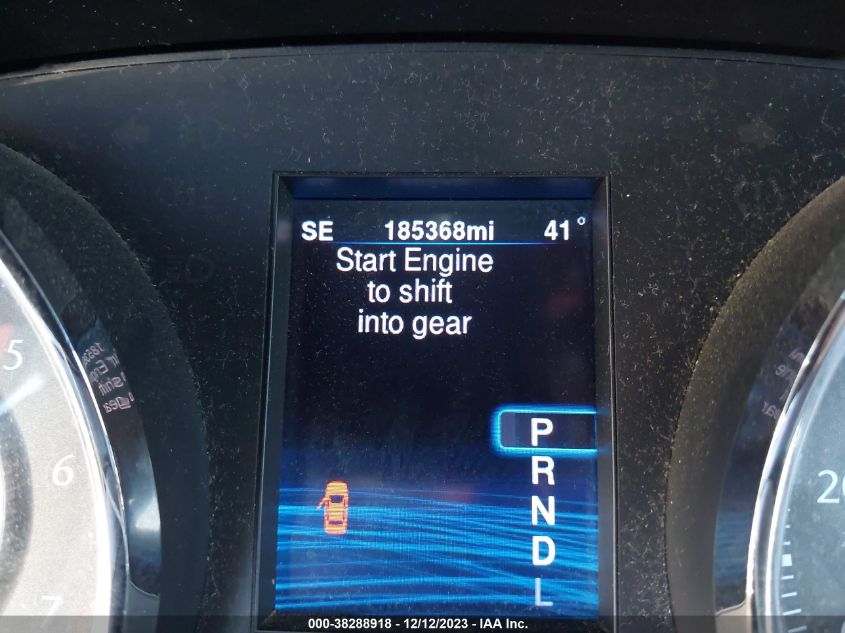 SE 185368mi 41°
Start Engine
to shift
into gear
P
R
N
D
L
5
6
7
20
000-38288918 - 12/12/2023 - IAA Inc.